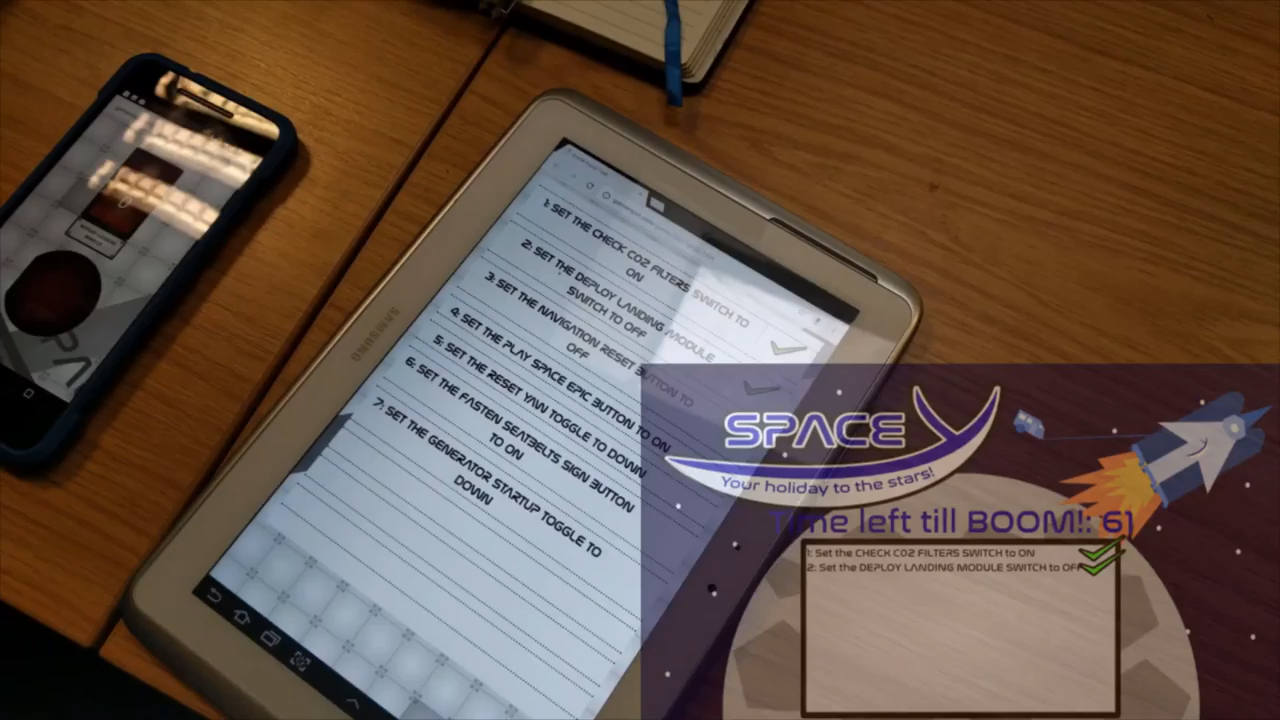 1: SET THE CHECK CO2 FILTERS SWITCH TO
ON
2: SET THE DEPLOY LANDING MODULE
SWITCH TO OFF
3: SET THE NAVIGATION RESET BUTTON TO
OFF
4: SET THE PLAY SPACE EPIC BUTTON TO ON
5: SET THE RESET YAW TOGGLE TO DOWN
6: SET THE FASTEN SEATBELTS SIGN BUTTON
TO ON
7: SET THE GENERATOR STARTUP TOGGLE TO
DOWN
SAMSUNG
SPACE X
Your holiday to the stars!
Time left till BOOM!: 61
1: Set the CHECK CO2 FILTERS SWITCH to ON
2: Set the DEPLOY LANDING MODULE SWITCH to OFF